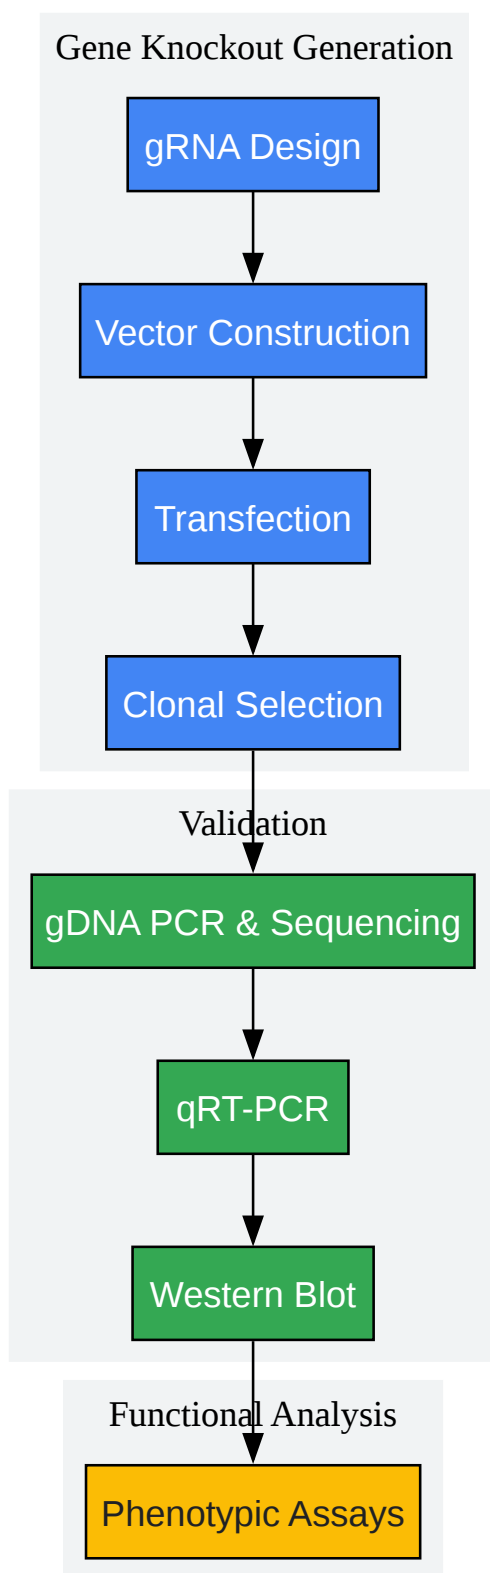 Gene Knockout Generation
gRNA Design
Vector Construction
Transfection
Clonal Selection
Validation
gDNA PCR & Sequencing
qRT-PCR
Western Blot
Functional Analysis
Phenotypic Assays